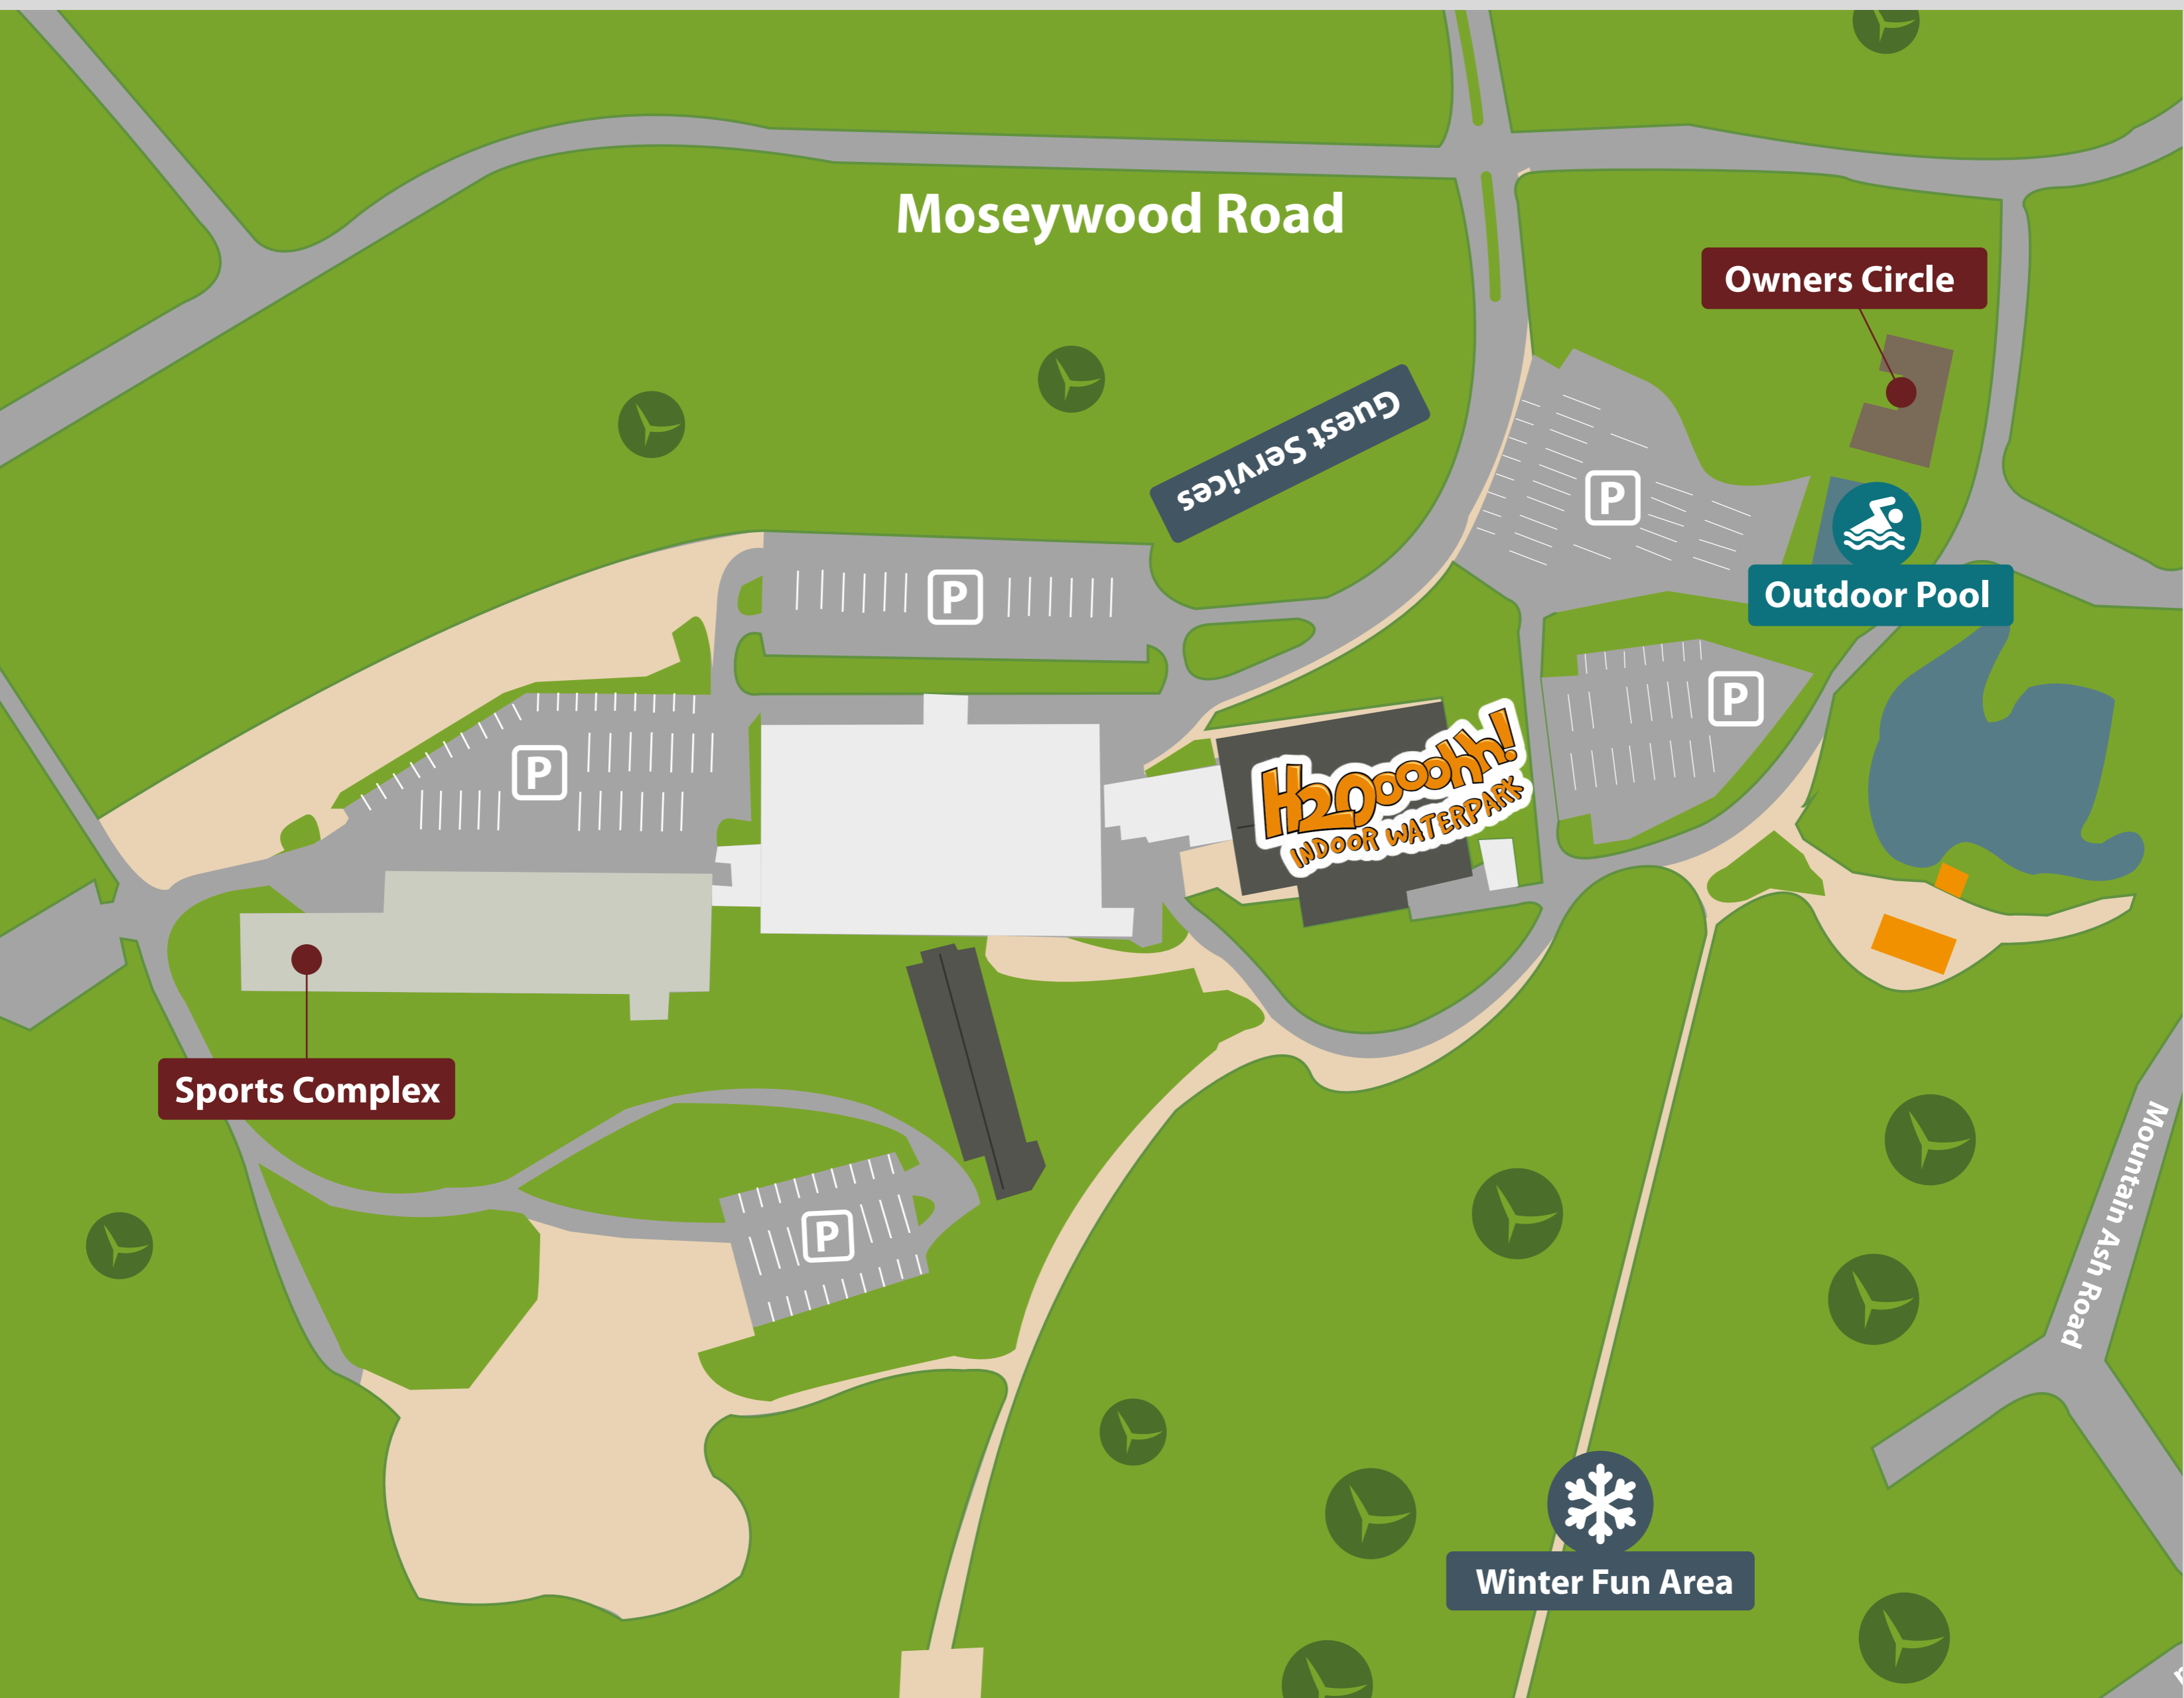 Moseywood Road
Owners Circle
Guest Services
P
P
Outdoor Pool
P
P
H2Oooohh!
INDOOR WATERPARK
Sports Complex
Mountain Ash Road
P
Winter Fun Area